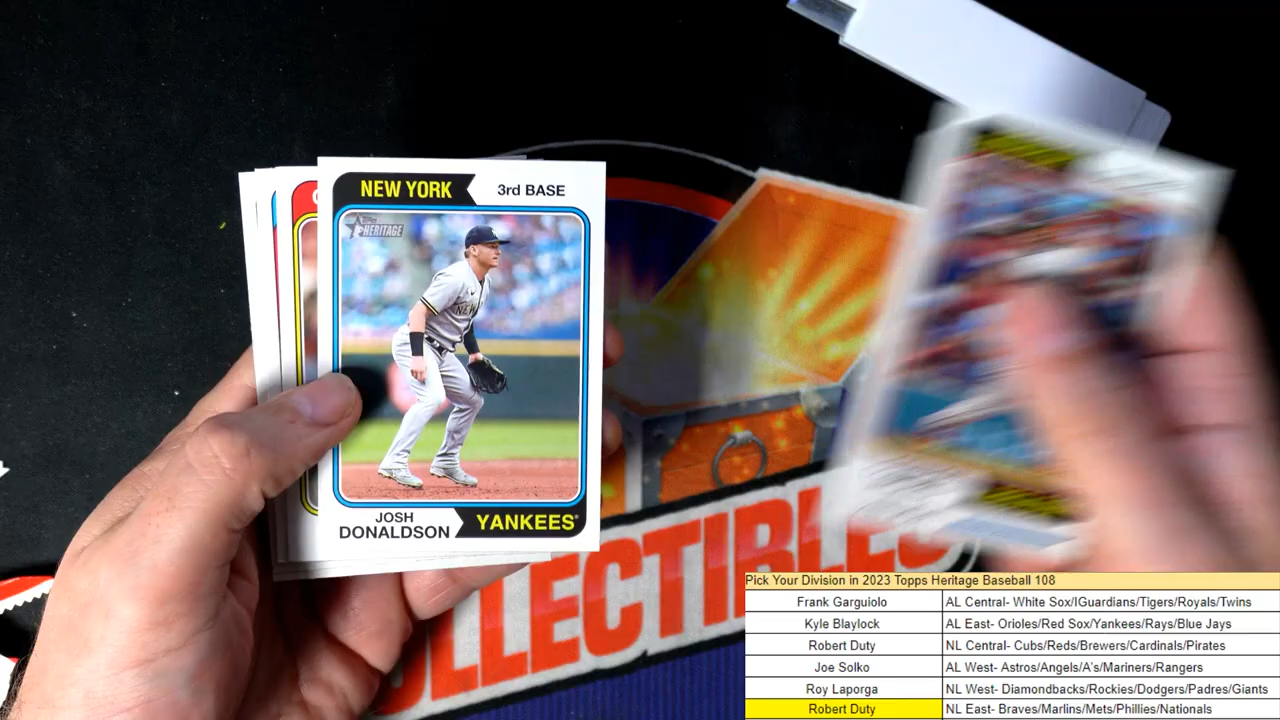 NEW YORK 3rd BASE
TOPPS
HERITAGE
NEW
JOSH
DONALDSON YANKEES
LLECTIBLES
Pick Your Division in 2023 Topps Heritage Baseball 108
Frank Garguiolo AL Central- White Sox/IGuardians/Tigers/Royals/Twins
Kyle Blaylock AL East- Orioles/Red Sox/Yankees/Rays/Blue Jays
Robert Duty NL Central- Cubs/Reds/Brewers/Cardinals/Pirates
Joe Solko AL West- Astros/Angels/A's/Mariners/Rangers
Roy Laporga NL West- Diamondbacks/Rockies/Dodgers/Padres/Giants
Robert Duty NL East- Braves/Marlins/Mets/Phillies/Nationals